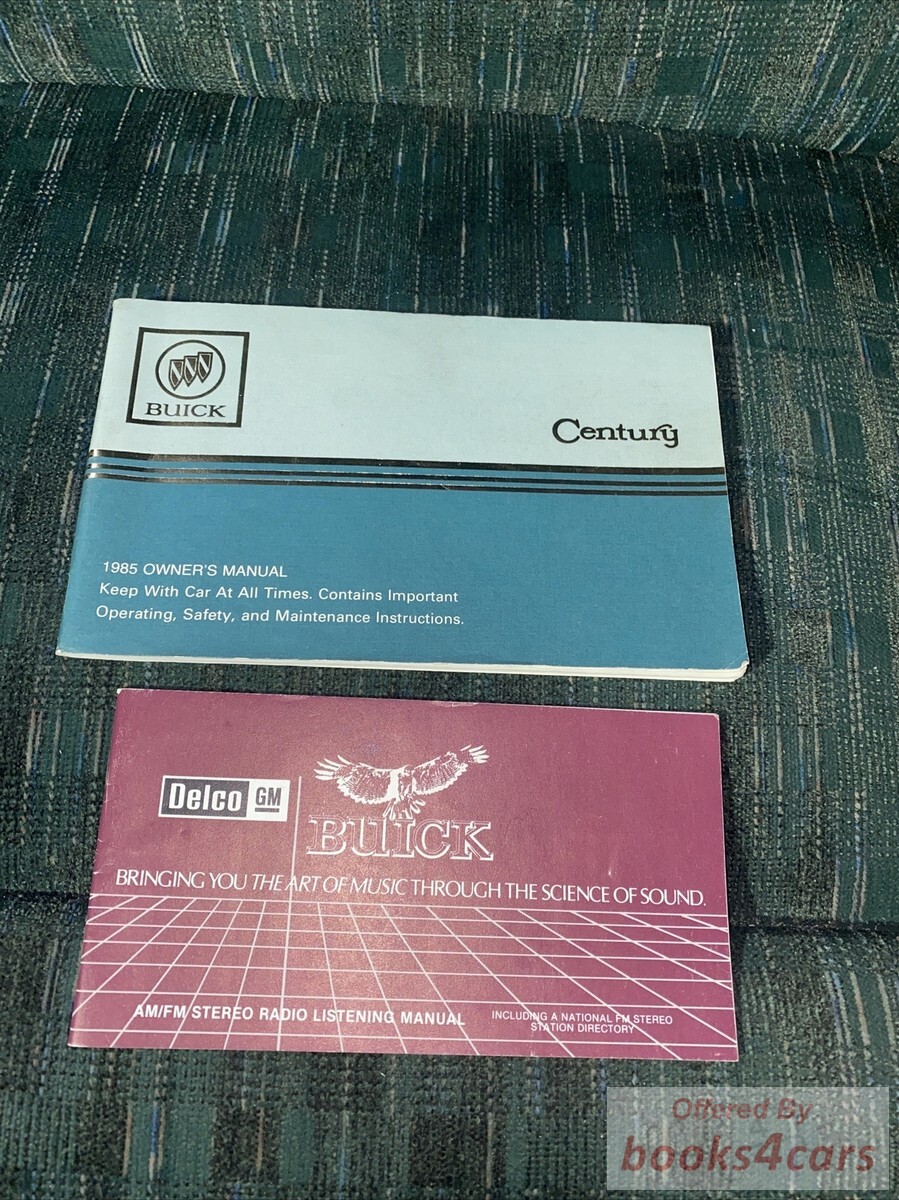 BUICK
Century
1985 OWNER'S MANUAL
Keep With Car At All Times. Contains Important
Operating, Safety, and Maintenance Instructions.
Delco GM
BUICK
BRINGING YOU THE ART OF MUSIC THROUGH THE SCIENCE OF SOUND.
AM/FM STEREO RADIO LISTENING MANUAL
INCLUDING A NATIONAL FM STEREO
STATION DIRECTORY
Offered By
books4cars